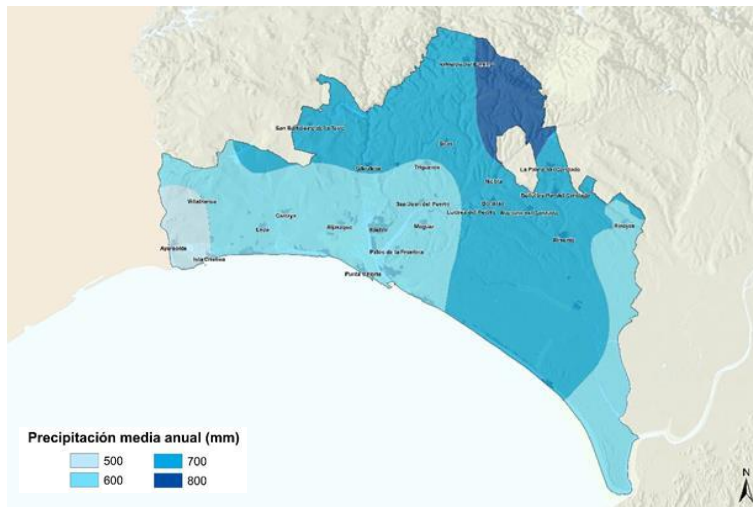 San Bartolomé de la Torre
Beas
Gibraleón
Trigueros
La Palma del Condado
Niebla
Villablanca
San Juan del Puerto
Bonares
Lucena del Puerto
Rociana del Condado
Cartaya
Lepe
Aljaraque
Huelva
Moguer
Almonte
Hinojos
Ayamonte
Isla Cristina
Palos de la Frontera
Punta Umbría
Precipitación media anual (mm)
500
700
600
800
N